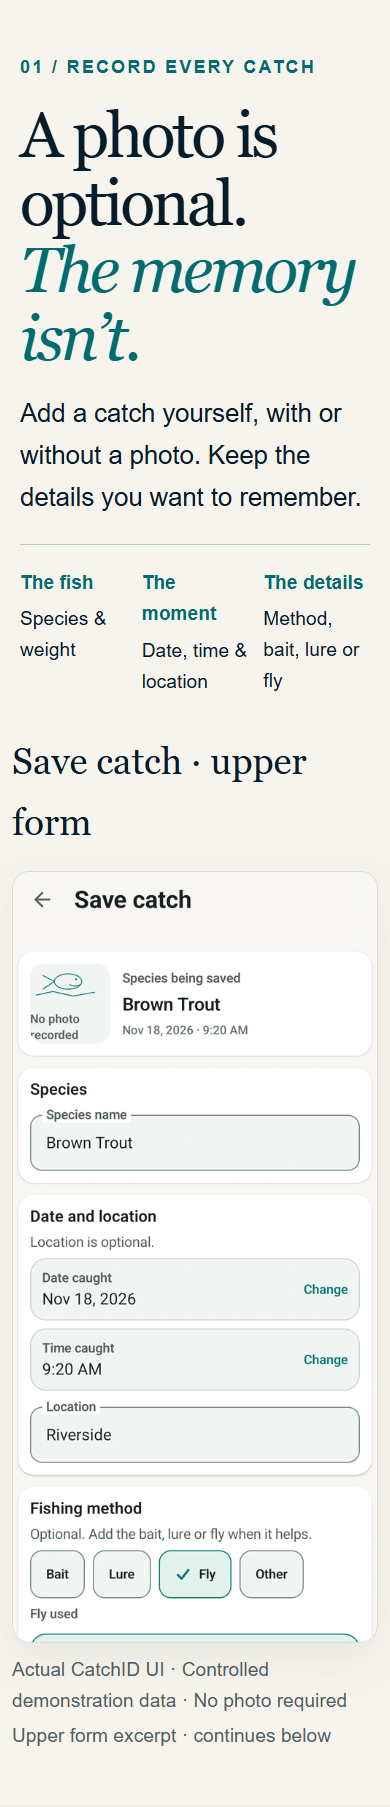 01 / RECORD EVERY CATCH
A photo is
optional.
The memory
isn’t.
Add a catch yourself, with or
without a photo. Keep the
details you want to remember.
The fish
Species &
weight
The
moment
Date, time &
location
The details
Method,
bait, lure or
fly
Save catch · upper
form
Save catch
No photo
recorded
Species being saved
Brown Trout
Nov 18, 2026 · 9:20 AM
Species
Species name
Brown Trout
Date and location
Location is optional.
Date caught
Nov 18, 2026
Change
Time caught
9:20 AM
Change
Location
Riverside
Fishing method
Optional. Add the bait, lure or fly when it helps.
Bait
Lure
Fly
Other
Fly used
Actual CatchID UI · Controlled
demonstration data · No photo required
Upper form excerpt · continues below